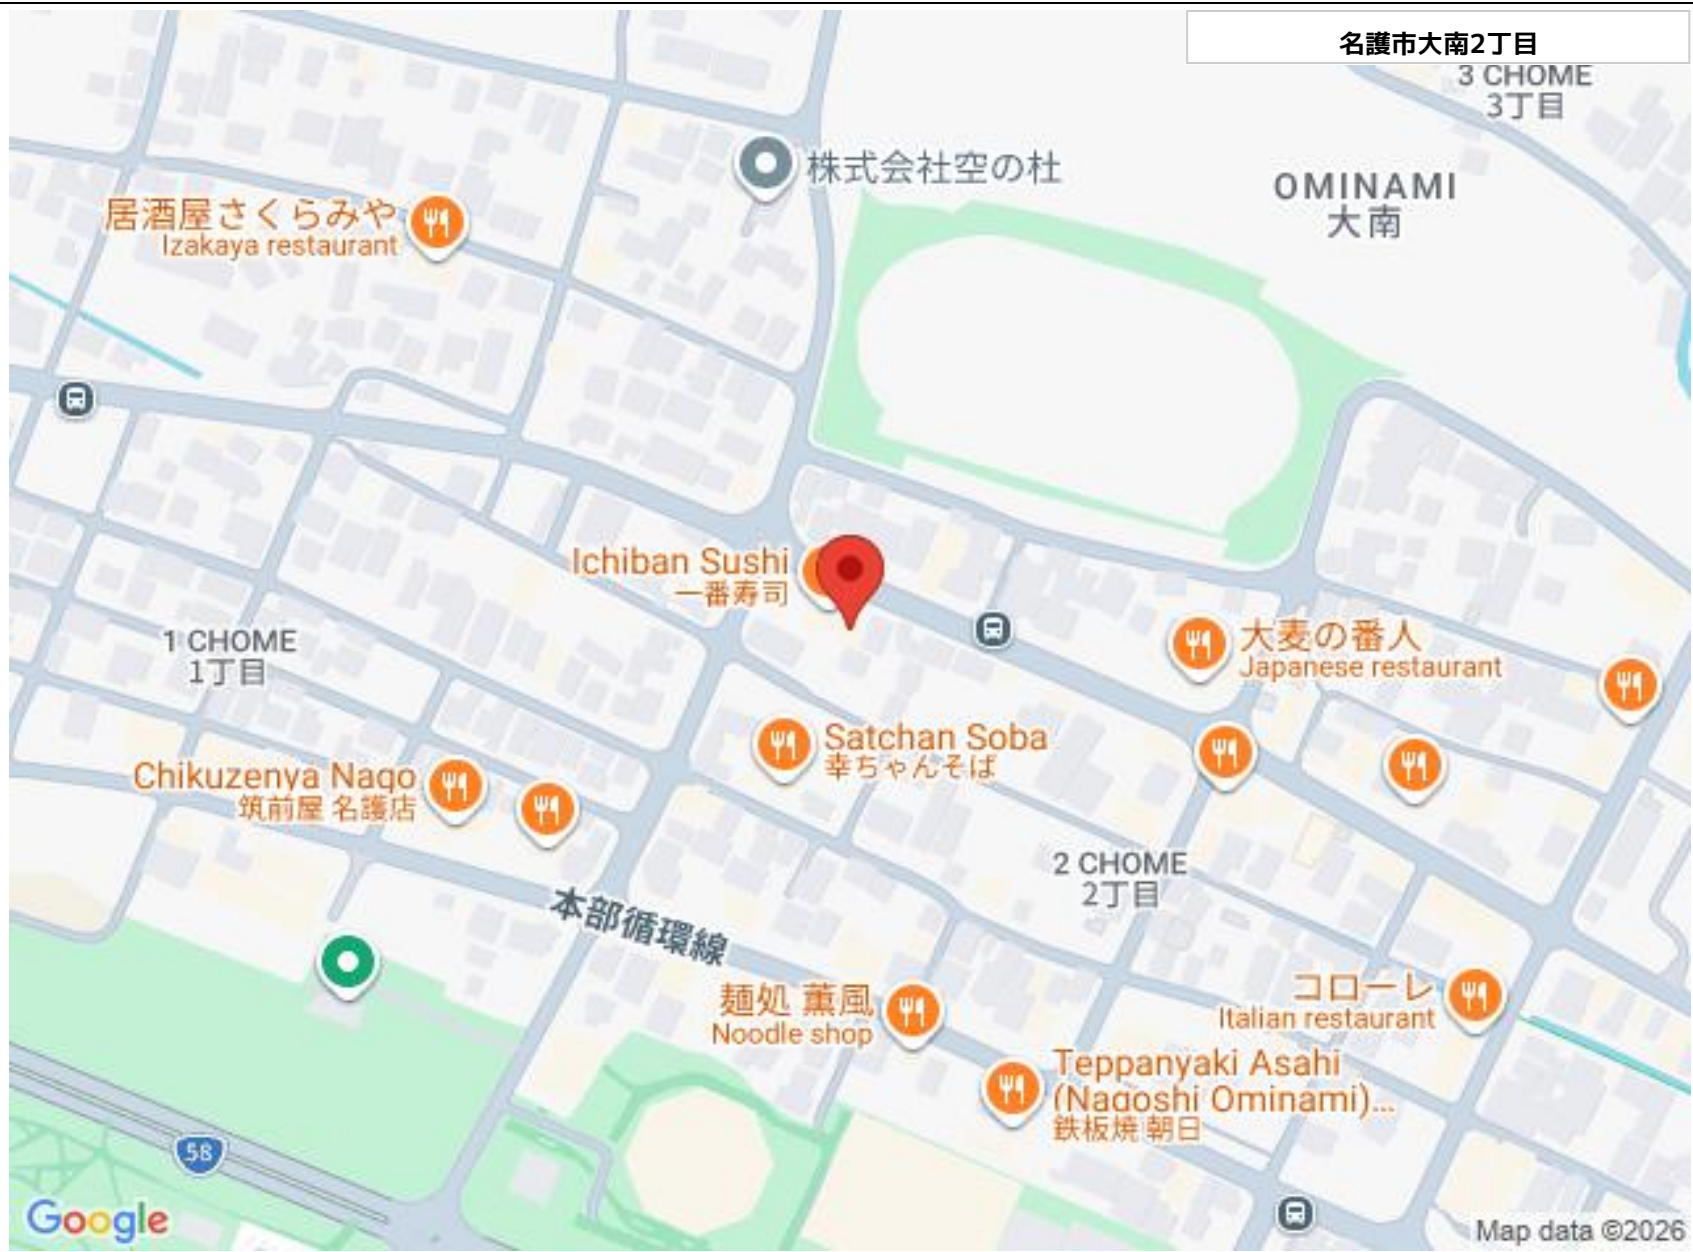 名護市大南2丁目
3 CHOME
3丁目
株式会社空の杜
OMINAMI
大南
居酒屋さくらみや
Izakaya restaurant
Ichiban Sushi
一番寿司
1 CHOME
1丁目
大麦の番人
Japanese restaurant
Satchan Soba
幸ちゃんそば
Chikuzenya Nago
筑前屋 名護店
2 CHOME
2丁目
本部循環線
麺処 薫風
Noodle shop
コローレ
Italian restaurant
Teppanyaki Asahi
(Nagoshi Ominami)...
鉄板焼 朝日
58
Google
Map data ©2026